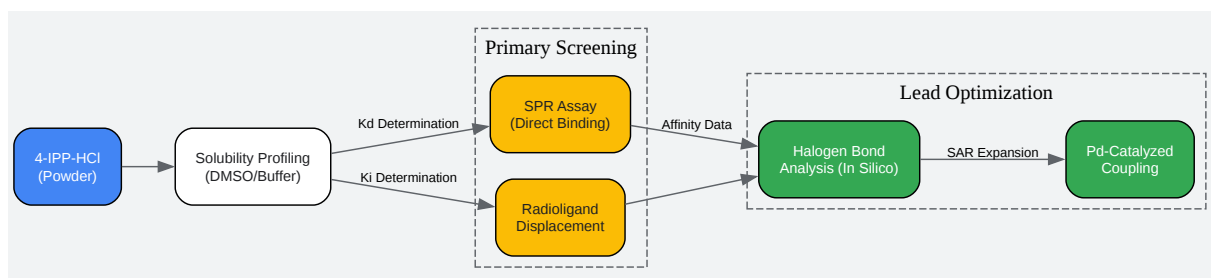 4-IPP-HCl
(Powder)
Solubility Profiling
(DMSO/Buffer)
Kd Determination
Ki Determination
Primary Screening
SPR Assay
(Direct Binding)
Radioligand
Displacement
Affinity Data
Lead Optimization
Halogen Bond
Analysis (In Silico)
SAR Expansion
Pd-Catalyzed
Coupling